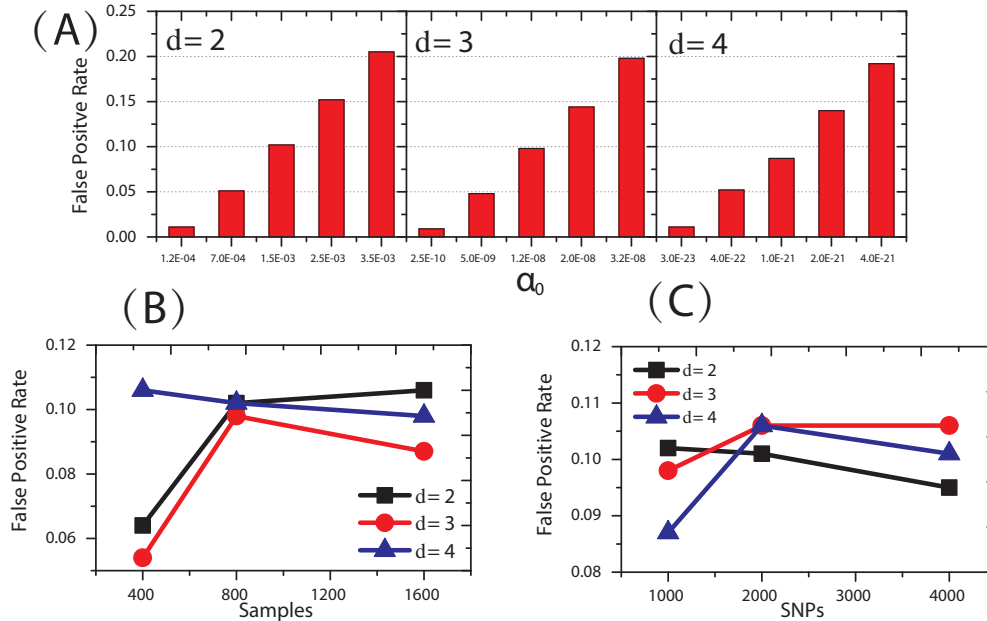 (A)
d= 2
d= 3
d= 4
False Positve Rate
0.25
0.20
0.15
0.10
0.05
0.00
1.2E-04 7.0E-04 1.5E-03 2.5E-03 3.5E-03
2.5E-10 5.0E-09 1.2E-08 2.0E-08 3.2E-08
3.0E-23 4.0E-22 1.0E-21 2.0E-21 4.0E-21
α0
(B)
False Positive Rate
0.12
0.10
0.08
0.06
400 800 1200 1600
Samples
d= 2
d= 3
d= 4
(C)
False Positive Rate
0.12
0.11
0.10
0.09
0.08
1000 2000 3000 4000
SNPs
d= 2
d= 3
d= 4